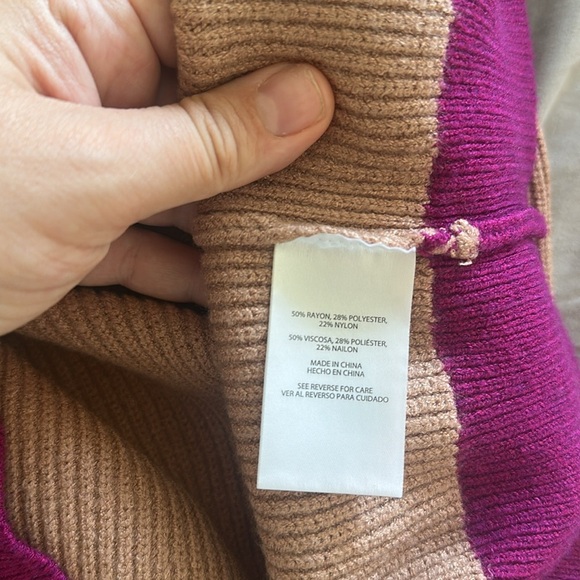 50% RAYON, 28% POLYESTER,
22% NYLON
50% VISCOSA, 28% POLIÉSTER,
22% NAILON
MADE IN CHINA
HECHO EN CHINA
SEE REVERSE FOR CARE
VER AL REVERSO PARA CUIDADO